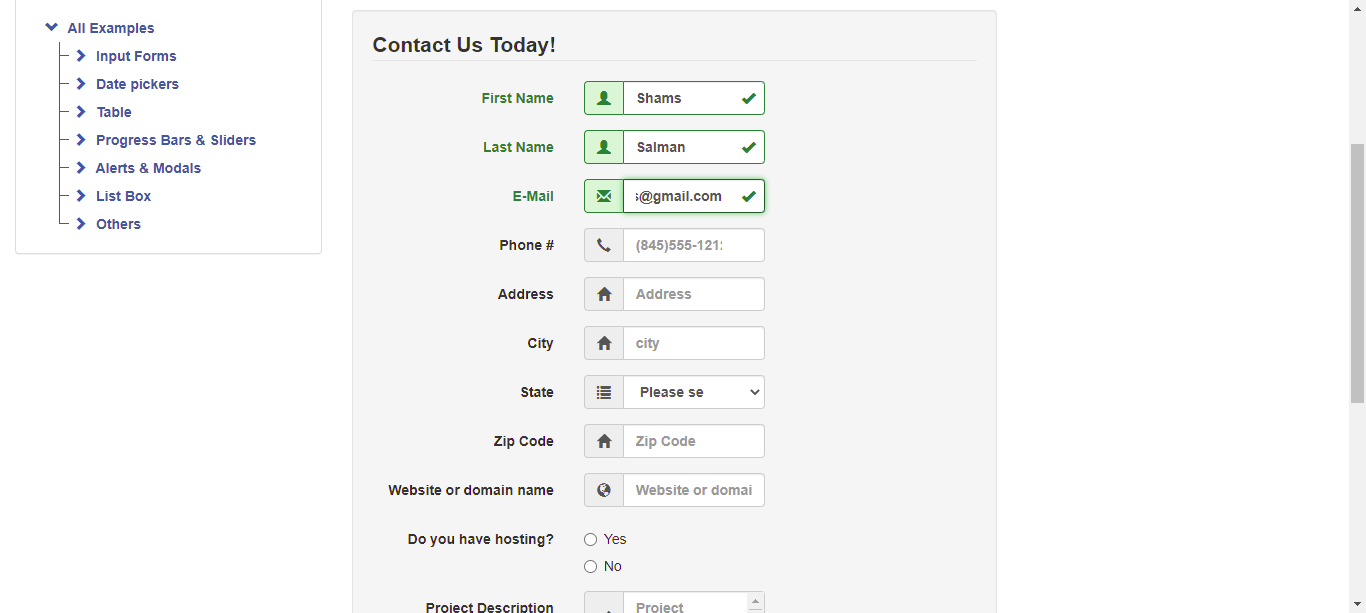 All Examples
Input Forms
Date pickers
Table
Progress Bars & Sliders
Alerts & Modals
List Box
Others
Contact Us Today!
First Name Shams
Last Name Salman
E-Mail @gmail.com
Phone # (845)555-121
Address Address
City city
State Please se
Zip Code Zip Code
Website or domain name Website or domai
Do you have hosting? Yes
No
Project Description Project